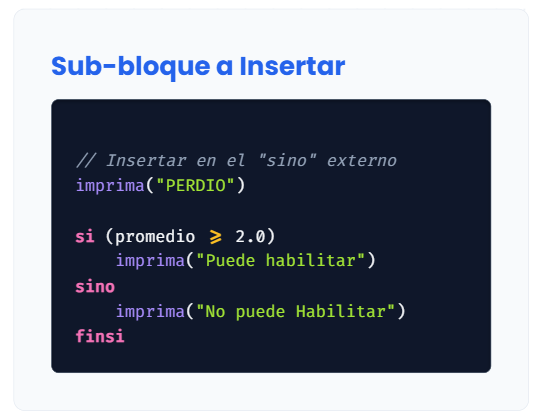 Sub-bloque a Insertar
// Insertar en el "sino" externo
imprima("PERDIO")
si (promedio >= 2.0)
    imprima("Puede habilitar")
sino
    imprima("No puede Habilitar")
finsi